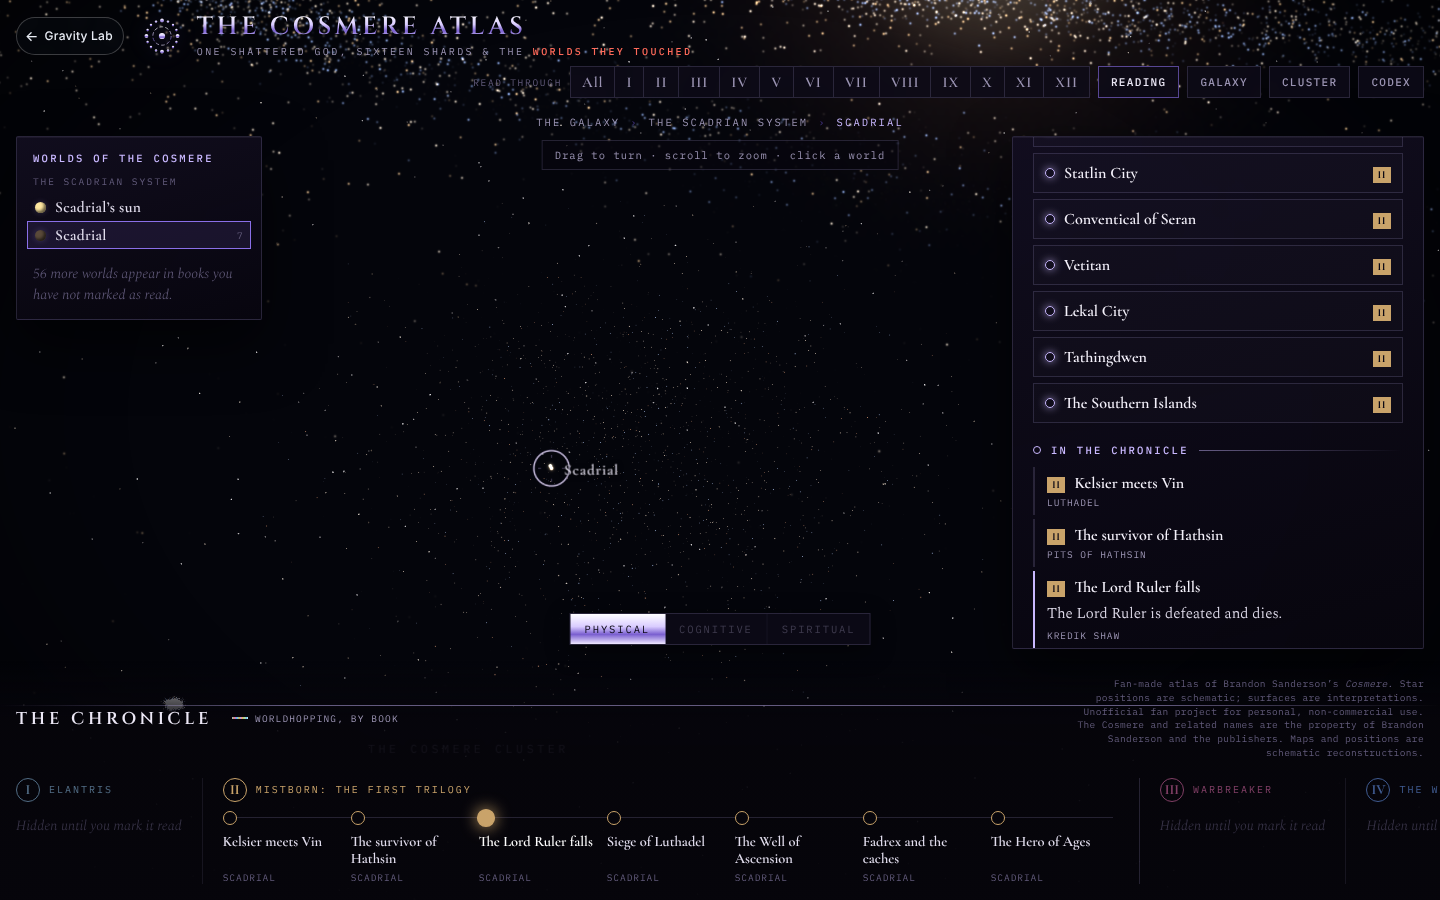 ← Gravity Lab
THE COSMERE ATLAS
ONE SHATTERED GOD, SIXTEEN SHARDS & THE WORLDS THEY TOUCHED
READ THROUGH All I II III IV V VI VII VIII IX X XI XII READING GALAXY CLUSTER CODEX
THE GALAXY THE SCADRIAN SYSTEM SCADRIAL
Drag to turn · scroll to zoom · click a world
WORLDS OF THE COSMERE
THE SCADRIAN SYSTEM
Scadrial's sun
Scadrial 7
56 more worlds appear in books you
have not marked as read.
Scadrial
PHYSICAL COGNITIVE SPIRITUAL
Statlin City II
Conventical of Seran II
Vetitan II
Lekal City II
Tathingdwen II
The Southern Islands II
IN THE CHRONICLE
II Kelsier meets Vin
LUTHADEL
II The survivor of Hathsin
PITS OF HATHSIN
II The Lord Ruler falls
The Lord Ruler is defeated and dies.
KREDIK SHAW
Fan-made atlas of Brandon Sanderson's Cosmere. Star
positions are schematic; surfaces are interpretations.
Unofficial fan project for personal, non-commercial use.
The Cosmere and related names are the property of Brandon
Sanderson and the publishers. Maps and positions are
schematic reconstructions.
THE CHRONICLE WORLDHOPPING, BY BOOK
THE COSMERE CLUSTER
I ELANTRIS
Hidden until you mark it read
II MISTBORN: THE FIRST TRILOGY
Kelsier meets Vin
SCADRIAL
The survivor of
Hathsin
SCADRIAL
The Lord Ruler falls
SCADRIAL
Siege of Luthadel
SCADRIAL
The Well of
Ascension
SCADRIAL
Fadrex and the
caches
SCADRIAL
The Hero of Ages
SCADRIAL
III WARBREAKER
Hidden until you mark it read
IV THE W
Hidden until